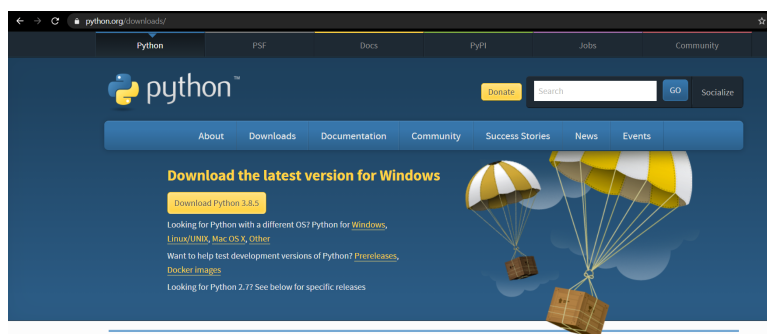 python.org/downloads/
Python PSF Docs PyPI Jobs Community
python™
Donate Search GO Socialize
About Downloads Documentation Community Success Stories News Events
Download the latest version for Windows
Download Python 3.8.5
Looking for Python with a different OS? Python for Windows,
Linux/UNIX, Mac OS X, Other
Want to help test development versions of Python? Prereleases,
Docker images
Looking for Python 2.7? See below for specific releases